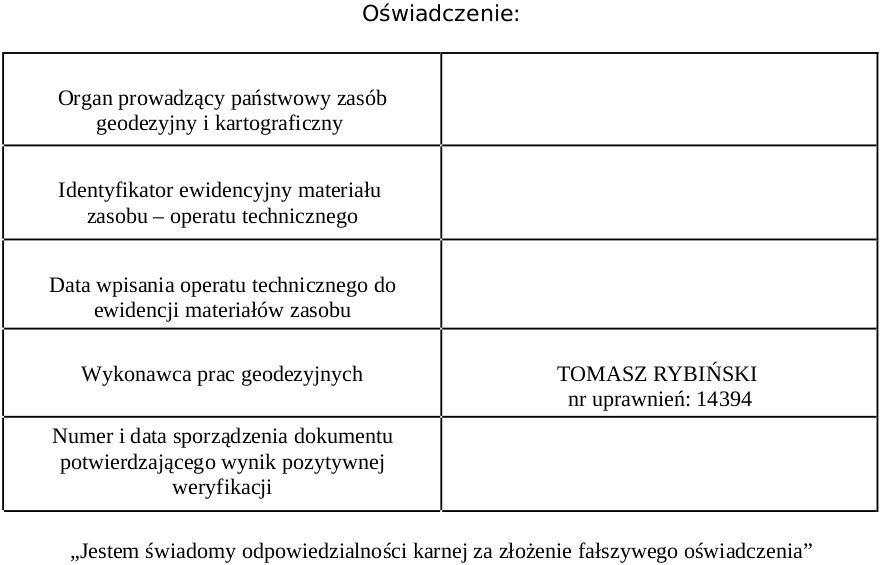 Oświadczenie:
Organ prowadzący państwowy zasób
geodezyjny i kartograficzny
Identyfikator ewidencyjny materiału
zasobu – operatu technicznego
Data wpisania operatu technicznego do
ewidencji materiałów zasobu
Wykonawca prac geodezyjnych
TOMASZ RYBIŃSKI
nr uprawnień: 14394
Numer i data sporządzenia dokumentu
potwierdzającego wynik pozytywnej
weryfikacji
„Jestem świadomy odpowiedzialności karnej za złożenie fałszywego oświadczenia”